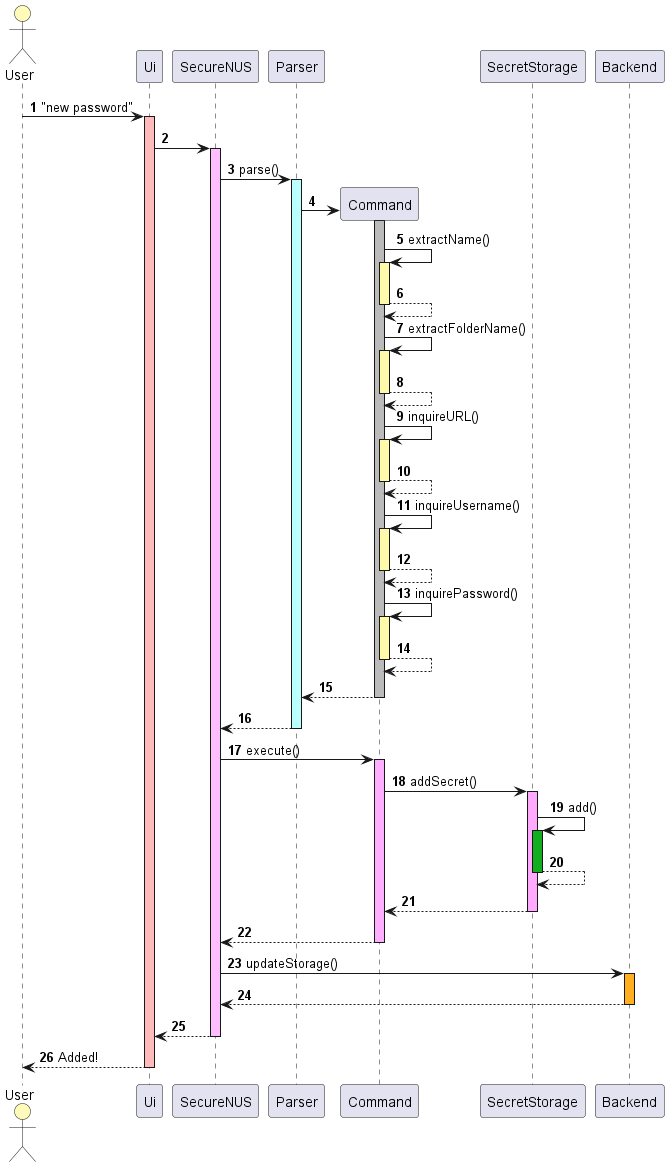 User
Ui
SecureNUS
Parser
SecretStorage
Backend
1 "new password"
2
3 parse()
4
Command
5 extractName()
6
7 extractFolderName()
8
9 inquireURL()
10
11 inquireUsername()
12
13 inquirePassword()
14
15
16
17 execute()
18 addSecret()
19 add()
20
21
22
23 updateStorage()
24
25
26 Added!
User
Ui
SecureNUS
Parser
Command
SecretStorage
Backend